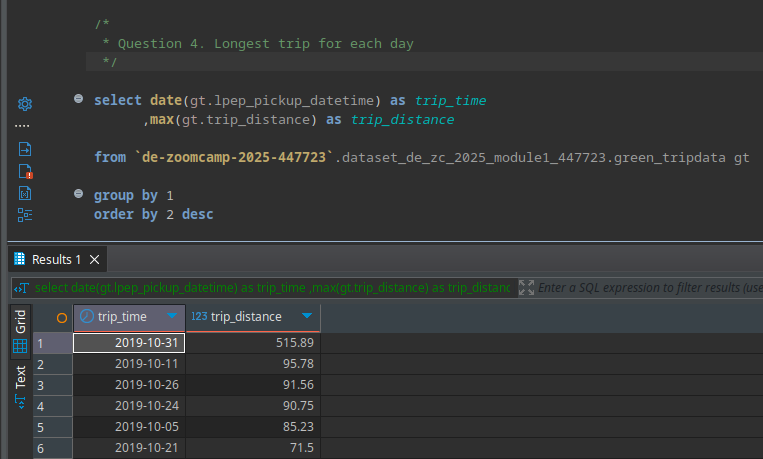 /*
* Question 4. Longest trip for each day
*/
select date(gt.lpep_pickup_datetime) as trip_time
,max(gt.trip_distance) as trip_distance
from `de-zoomcamp-2025-447723`.dataset_de_zc_2025_module1_447723.green_tripdata gt
group by 1
order by 2 desc
Results 1
select date(gt.lpep_pickup_datetime) as trip_time ,max(gt.trip_distance) as trip_distanc
Enter a SQL expression to filter results (use
Grid
Text
trip_time 123 trip_distance
1 2019-10-31 515.89
2 2019-10-11 95.78
3 2019-10-26 91.56
4 2019-10-24 90.75
5 2019-10-05 85.23
6 2019-10-21 71.5